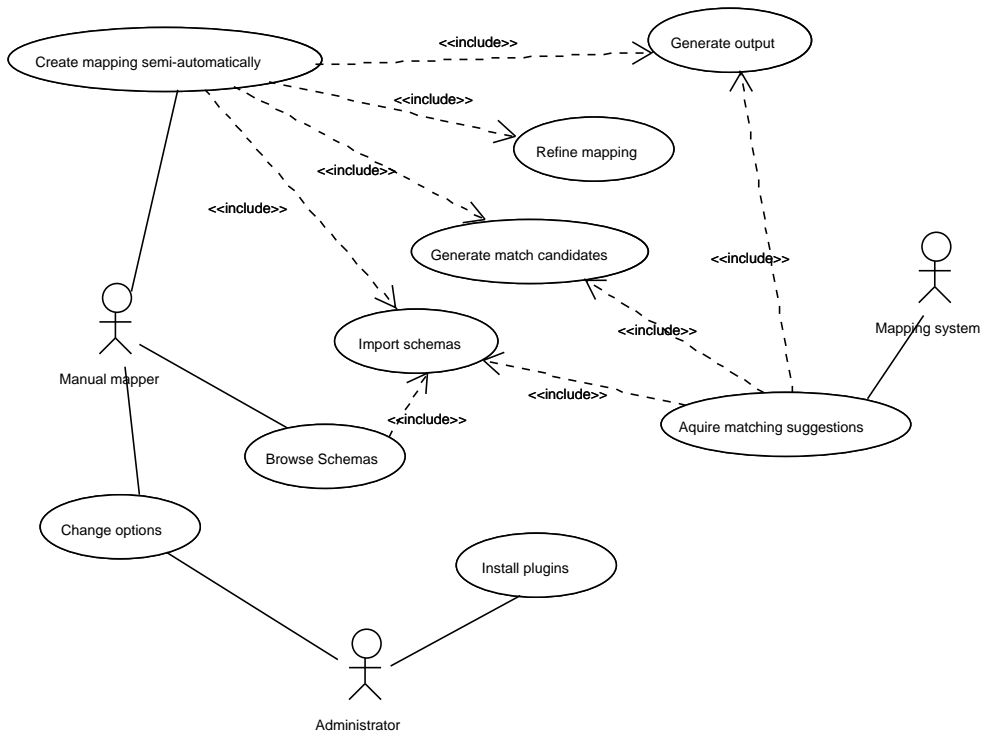 <<include>>
Generate output
Create mapping semi-automatically
<<include>>
Refine mapping
<<include>>
<<include>>
Generate match candidates
<<include>>
Mapping system
<<include>>
Import schemas
Manual mapper
<<include>>
<<include>>
Aquire matching suggestions
Browse Schemas
Change options
Install plugins
Administrator